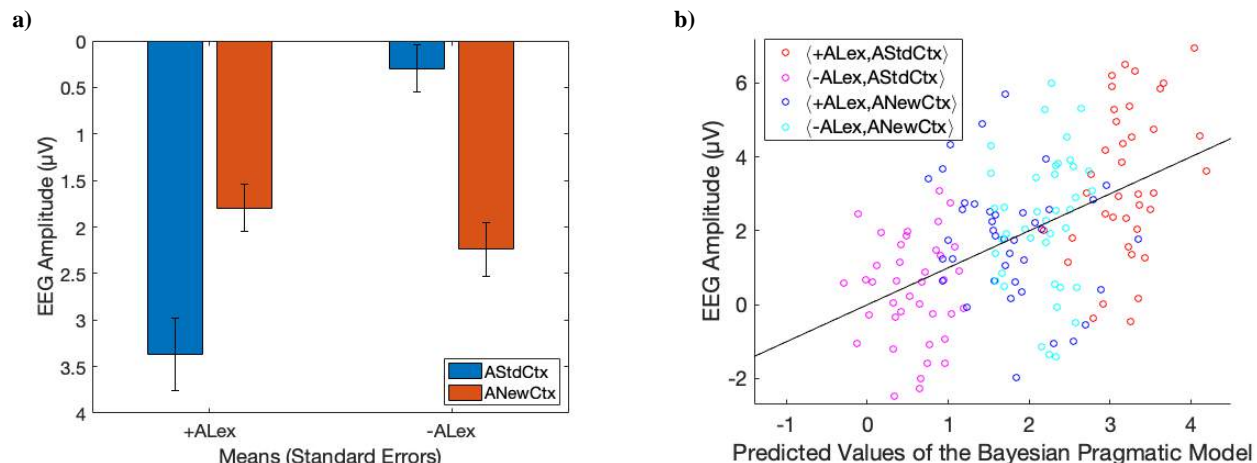 a)
0
0.5
1
1.5
2
2.5
3
3.5
4
EEG Amplitude (µV)
+ALex
-ALex
Means (Standard Errors)
AStdCtx
ANewCtx
b)
⟨+ALex,AStdCtx⟩
⟨-ALex,AStdCtx⟩
⟨+ALex,ANewCtx⟩
⟨-ALex,ANewCtx⟩
6
4
2
0
-2
EEG Amplitude (µV)
-1 0 1 2 3 4
Predicted Values of the Bayesian Pragmatic Model